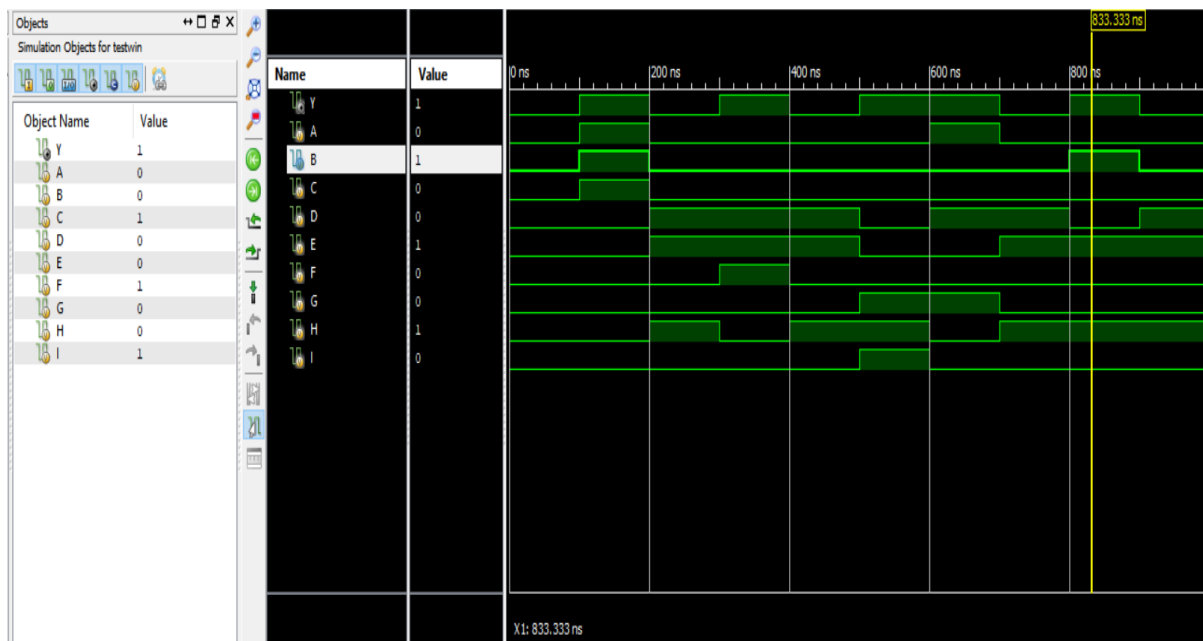 Objects
Simulation Objects for testwin
Object Name Value
Y 1
A 0
B 0
C 1
D 0
E 0
F 1
G 0
H 0
I 1
Name Value
Y 1
A 0
B 1
C 0
D 0
E 1
F 0
G 0
H 1
I 0
833.333 ns
0 ns 200 ns 400 ns 600 ns 800 ns
X1: 833.333 ns